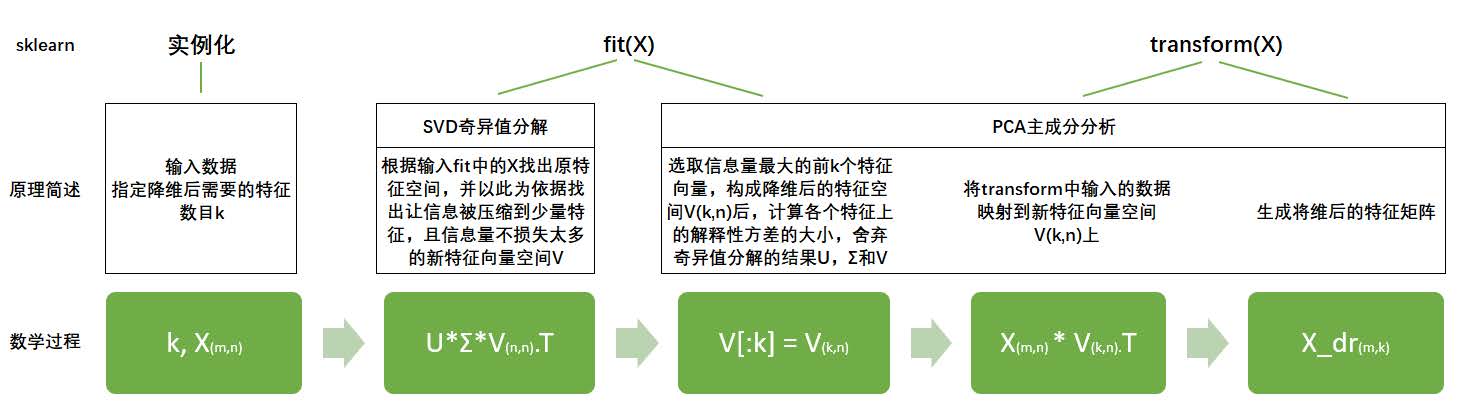 sklearn
实例化
fit(X)
transform(X)
原理简述
输入数据
指定降维后需要的特征
数目k
SVD奇异值分解
根据输入fit中的X找出原特
征空间，并以此为依据找
出让信息被压缩到少量特
征，且信息量不损失太多
的新特征向量空间V
PCA主成分分析
选取信息量最大的前k个特征
向量，构成降维后的特征空
间V(k,n)后，计算各个特征上
的解释性方差的大小，舍弃
奇异值分解的结果U，Σ和V
将transform中输入的数据
映射到新特征向量空间
V(k,n)上
生成将维后的特征矩阵
数学过程
k, X(m,n)
U*Σ*V(n,n).T
V[:k] = V(k,n)
X(m,n) * V(k,n).T
X_dr(m,k)